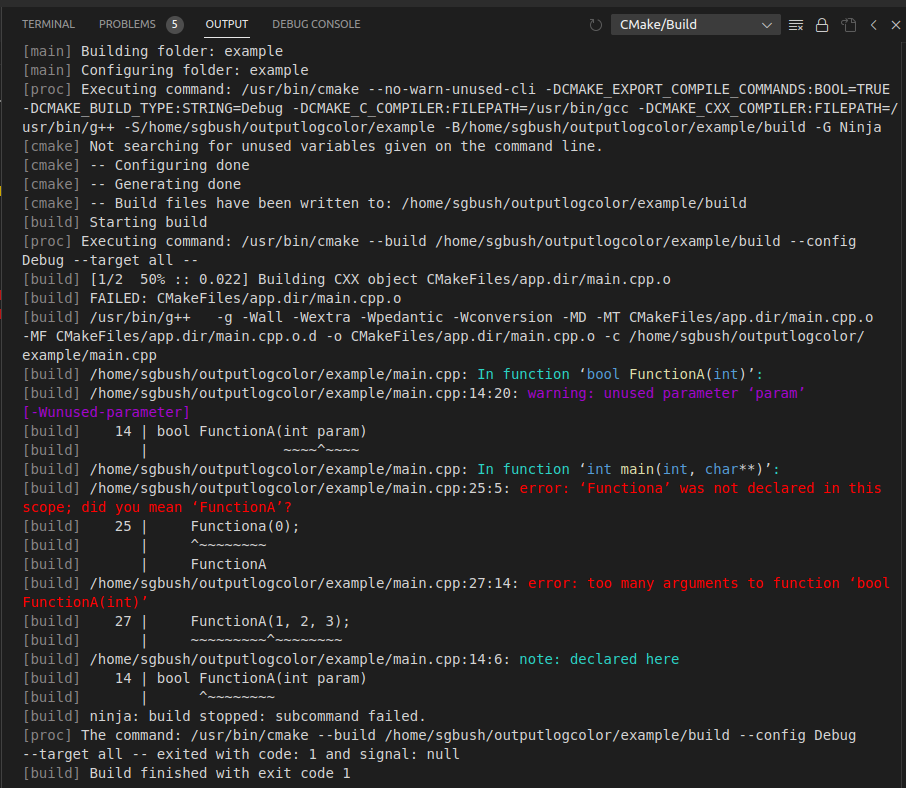 TERMINAL PROBLEMS 5 OUTPUT DEBUG CONSOLE CMake/Build
[main] Building folder: example
[main] Configuring folder: example
[proc] Executing command: /usr/bin/cmake --no-warn-unused-cli -DCMAKE_EXPORT_COMPILE_COMMANDS:BOOL=TRUE
-DCMAKE_BUILD_TYPE:STRING=Debug -DCMAKE_C_COMPILER:FILEPATH=/usr/bin/gcc -DCMAKE_CXX_COMPILER:FILEPATH=/
usr/bin/g++ -S/home/sgbush/outputlogcolor/example -B/home/sgbush/outputlogcolor/example/build -G Ninja
[cmake] Not searching for unused variables given on the command line.
[cmake] -- Configuring done
[cmake] -- Generating done
[cmake] -- Build files have been written to: /home/sgbush/outputlogcolor/example/build
[build] Starting build
[proc] Executing command: /usr/bin/cmake --build /home/sgbush/outputlogcolor/example/build --config
Debug --target all --
[build] [1/2  50% :: 0.022] Building CXX object CMakeFiles/app.dir/main.cpp.o
[build] FAILED: CMakeFiles/app.dir/main.cpp.o
[build] /usr/bin/g++   -g -Wall -Wextra -Wpedantic -Wconversion -MD -MT CMakeFiles/app.dir/main.cpp.o
-MF CMakeFiles/app.dir/main.cpp.o.d -o CMakeFiles/app.dir/main.cpp.o -c /home/sgbush/outputlogcolor/
example/main.cpp
[build] /home/sgbush/outputlogcolor/example/main.cpp: In function ‘bool FunctionA(int)’:
[build] /home/sgbush/outputlogcolor/example/main.cpp:14:20: warning: unused parameter ‘param’
[-Wunused-parameter]
[build]    14 | bool FunctionA(int param)
[build]       |                ~~~~^~~~~
[build] /home/sgbush/outputlogcolor/example/main.cpp: In function ‘int main(int, char**)’:
[build] /home/sgbush/outputlogcolor/example/main.cpp:25:5: error: ‘Functiona’ was not declared in this
scope; did you mean ‘FunctionA’?
[build]    25 |     Functiona(0);
[build]       |     ^~~~~~~~~
[build]       |     FunctionA
[build] /home/sgbush/outputlogcolor/example/main.cpp:27:14: error: too many arguments to function ‘bool
FunctionA(int)’
[build]    27 |     FunctionA(1, 2, 3);
[build]       |     ~~~~~~~~~^~~~~~~~~
[build] /home/sgbush/outputlogcolor/example/main.cpp:14:6: note: declared here
[build]    14 | bool FunctionA(int param)
[build]       |      ^~~~~~~~~
[build] ninja: build stopped: subcommand failed.
[proc] The command: /usr/bin/cmake --build /home/sgbush/outputlogcolor/example/build --config Debug
--target all -- exited with code: 1 and signal: null
[build] Build finished with exit code 1